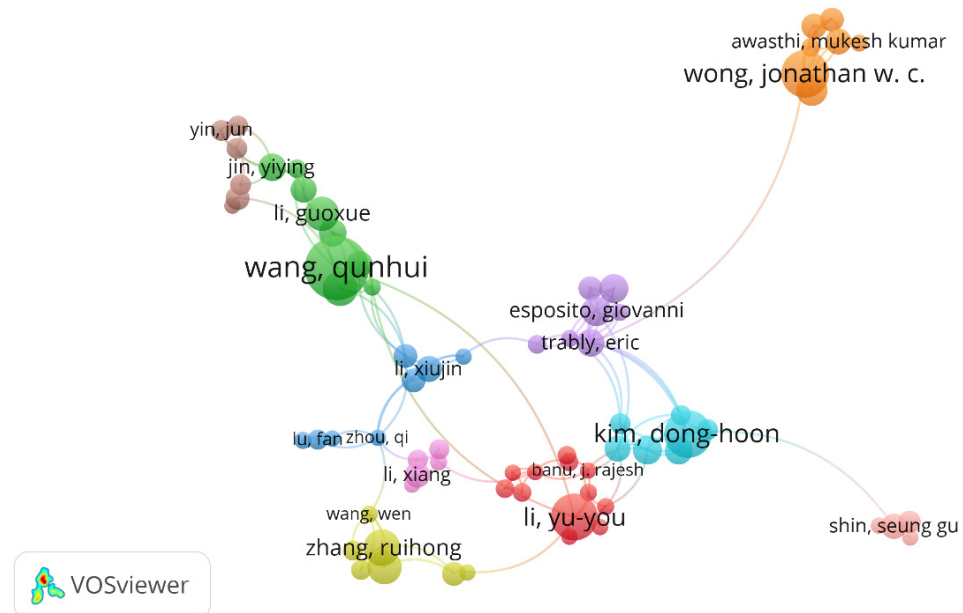 awasthi, mukesh kumar
wong, jonathan w. c.
yin, jun
jin, yiying
li, guoxue
wang, qunhui
esposito, giovanni
trably, eric
li, xiujin
kim, dong-hoon
lu, fan
zhou, qi
banu, j. rajesh
li, xiang
wang, wen
li, yu-you
shin, seung gu
zhang, ruihong
VOSviewer